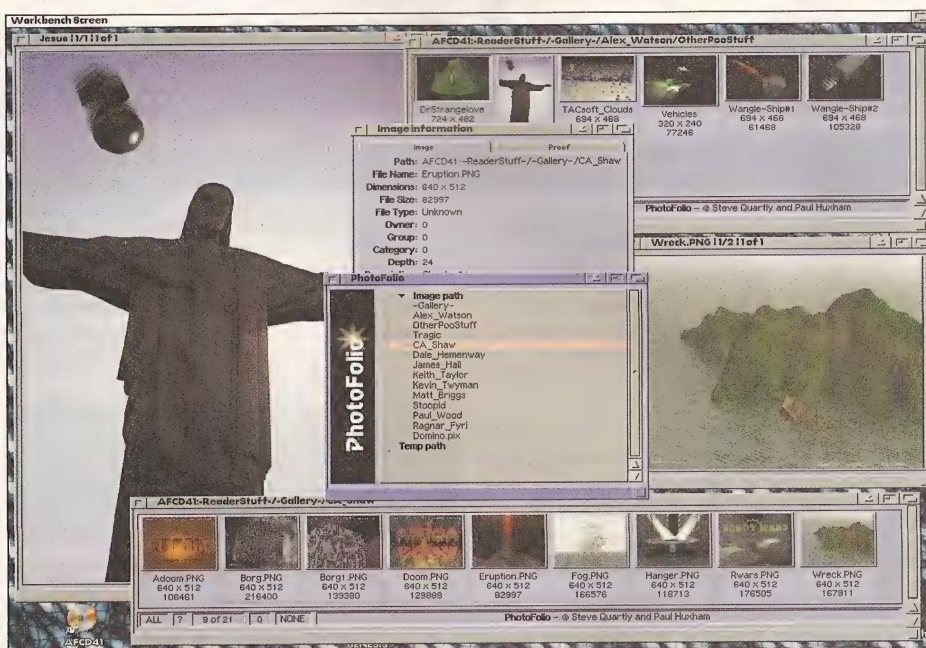 Workbench Screen
Jesus |1/1|1of1
AFCD41:-ReaderStuff-/-Gallery-/Alex_Watson/OtherPooStuff
DrStrangelove
724 x 482
TACsoft_Clouds
694 x 468
Vehicles
320 x 240
77246
Wangle-Ship#1
694 x 468
61468
Wangle-Ship#2
694 x 468
105328
PhotoFolio - © Steve Quartly and Paul Huxham
Image information
Image
Proof
Path: AFCD41:-ReaderStuff-/-Gallery-/CA_Shaw
File Name: Eruption.PNG
Dimensions: 640 x 512
File Size: 82997
File Type: Unknown
Owner: 0
Group: 0
Category: 0
Depth: 24
PhotoFolio
PhotoFolio
Image path
-Gallery-
Alex_Watson
OtherPooStuff
Tragic
CA_Shaw
Dale_Hemenway
James_Hall
Keith_Taylor
Kevin_Twyman
Matt_Briggs
Stoopid
Paul_Wood
Ragnar_Fyri
Domino.pix
Temp path
Wreck.PNG |1/2|1of1
AFCD41:-ReaderStuff-/-Gallery-/CA_Shaw
Adoom.PNG
640 x 512
106461
Borg.PNG
640 x 512
216400
Borg1.PNG
640 x 512
139380
Doom.PNG
640 x 512
129888
Eruption.PNG
640 x 512
82997
Fog.PNG
640 x 512
166576
Hanger.PNG
640 x 512
118713
Rwars.PNG
640 x 512
176505
Wreck.PNG
640 x 512
167911
ALL ? 9 of 21 0 NONE
PhotoFolio - © Steve Quartly and Paul Huxham
AFCD41
GENESIS